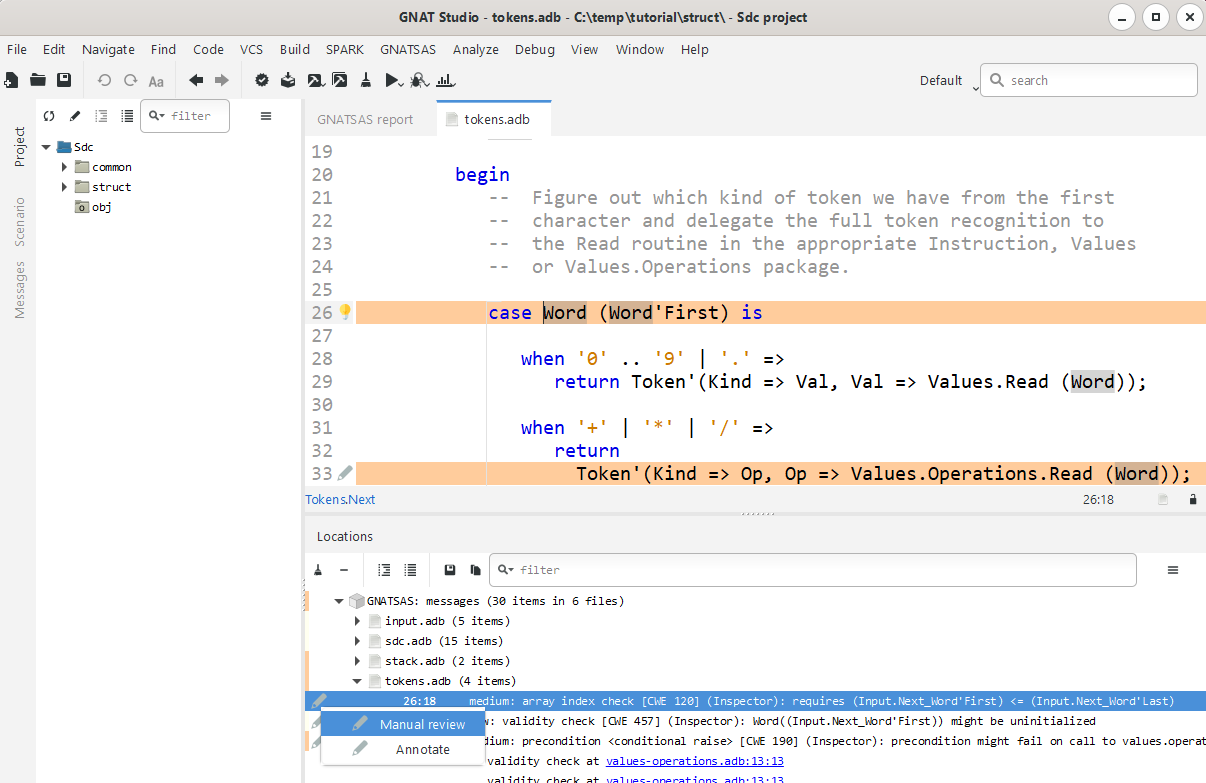 GNAT Studio - tokens.adb - C:\temp\tutorial\struct\ - Sdc project
File Edit Navigate Find Code VCS Build SPARK GNATSAS Analyze Debug View Window Help
Aa Default search
Project
Scenario
Messages
filter
Sdc
common
struct
obj
GNATSAS report tokens.adb
19
20 begin
21 -- Figure out which kind of token we have from the first
22 -- character and delegate the full token recognition to
23 -- the Read routine in the appropriate Instruction, Values
24 -- or Values.Operations package.
25
26 case Word (Word'First) is
27
28 when '0' .. '9' | '.' =>
29 return Token'(Kind => Val, Val => Values.Read (Word));
30
31 when '+' | '*' | '/' =>
32 return
33 Token'(Kind => Op, Op => Values.Operations.Read (Word));
Tokens.Next 26:18
Locations
filter
GNATSAS: messages (30 items in 6 files)
input.adb (5 items)
sdc.adb (15 items)
stack.adb (2 items)
tokens.adb (4 items)
26:18 medium: array index check [CWE 120] (Inspector): requires (Input.Next_Word'First) <= (Input.Next_Word'Last)
Manual review
validity check [CWE 457] (Inspector): Word((Input.Next_Word'First)) might be uninitialized
Annotate
precondition <conditional raise> [CWE 190] (Inspector): precondition might fail on call to values.operat
validity check at values-operations.adb:13:13
validity check at values-operations.adb:13:13